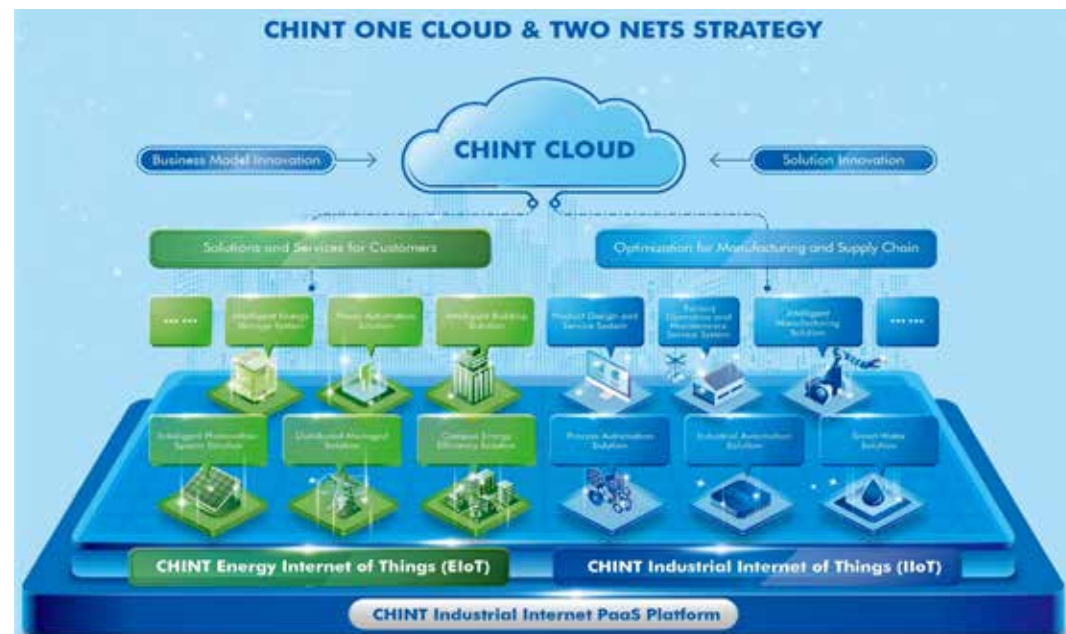 CHINT ONE CLOUD & TWO NETS STRATEGY
CHINT CLOUD
Business Model Innovation
Solution Innovation
Solutions and Services for Customers
Optimization for Manufacturing and Supply Chain
... ...
Intelligent Energy
Storage System
Power Automation
Solution
Intelligent Building
Solution
Product Design and
Service System
Factory
Operation and
Maintenance
Service System
Intelligent
Manufacturing
Solution
... ...
Intelligent Photovoltaic
System Solution
Distributed
Solution
Campus Energy
Efficiency Solution
Process Automation
Solution
Industrial Automation
Solution
Smart Water
Solution
CHINT Energy Internet of Things (EIoT)
CHINT Industrial Internet of Things (IIoT)
CHINT Industrial Internet PaaS Platform